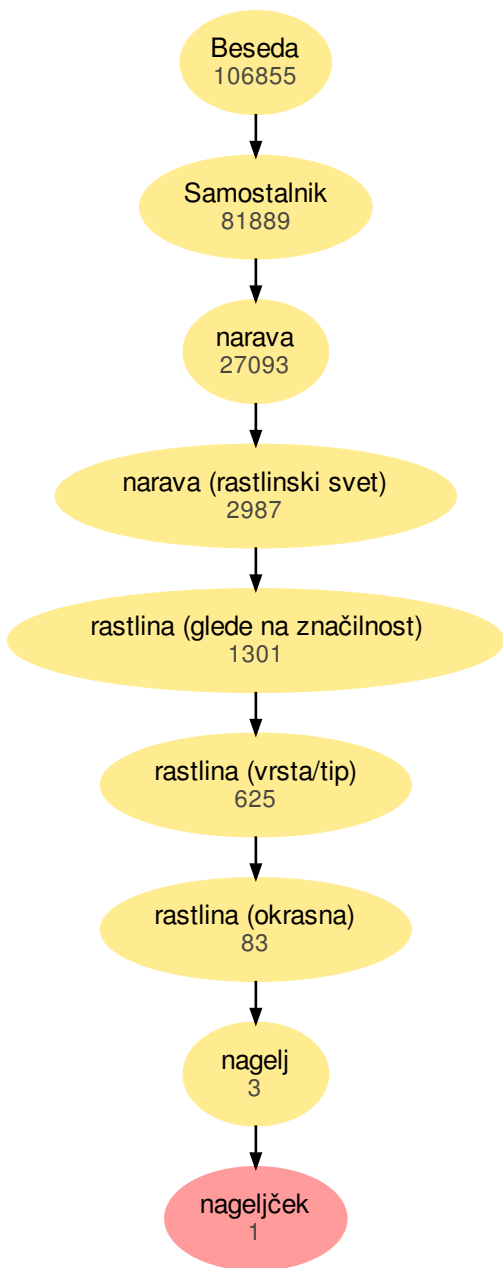 Beseda
106855
Samostalnik
81889
narava
27093
narava (rastlinski svet)
2987
rastlina (glede na značilnost)
1301
rastlina (vrsta/tip)
625
rastlina (okrasna)
83
nagelj
3
nageljček
1